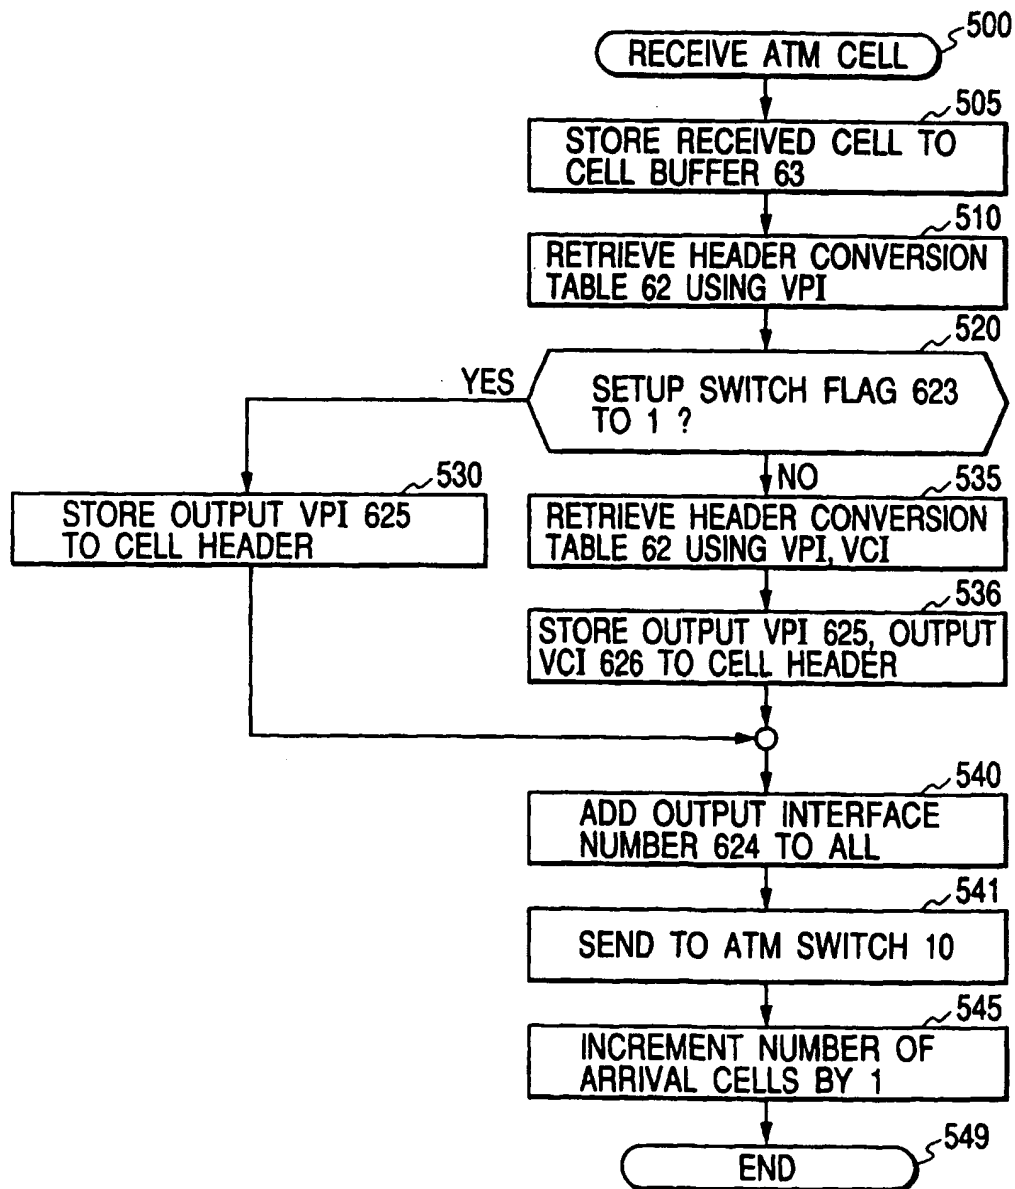 500
RECEIVE ATM CELL
505
STORE RECEIVED CELL TO
CELL BUFFER 63
510
RETRIEVE HEADER CONVERSION
TABLE 62 USING VPI
520
SETUP SWITCH FLAG 623
TO 1 ?
YES
NO
530
STORE OUTPUT VPI 625
TO CELL HEADER
535
RETRIEVE HEADER CONVERSION
TABLE 62 USING VPI, VCI
536
STORE OUTPUT VPI 625, OUTPUT
VCI 626 TO CELL HEADER
540
ADD OUTPUT INTERFACE
NUMBER 624 TO ALL
541
SEND TO ATM SWITCH 10
545
INCREMENT NUMBER OF
ARRIVAL CELLS BY 1
549
END